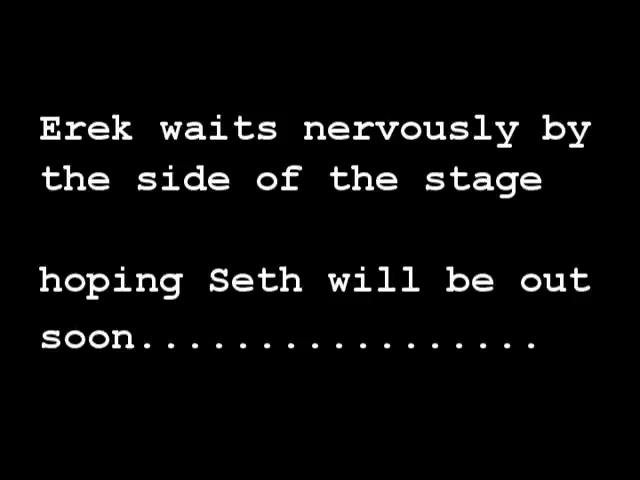 Erek waits nervously by
the side of the stage
hoping Seth will be out
soon.................